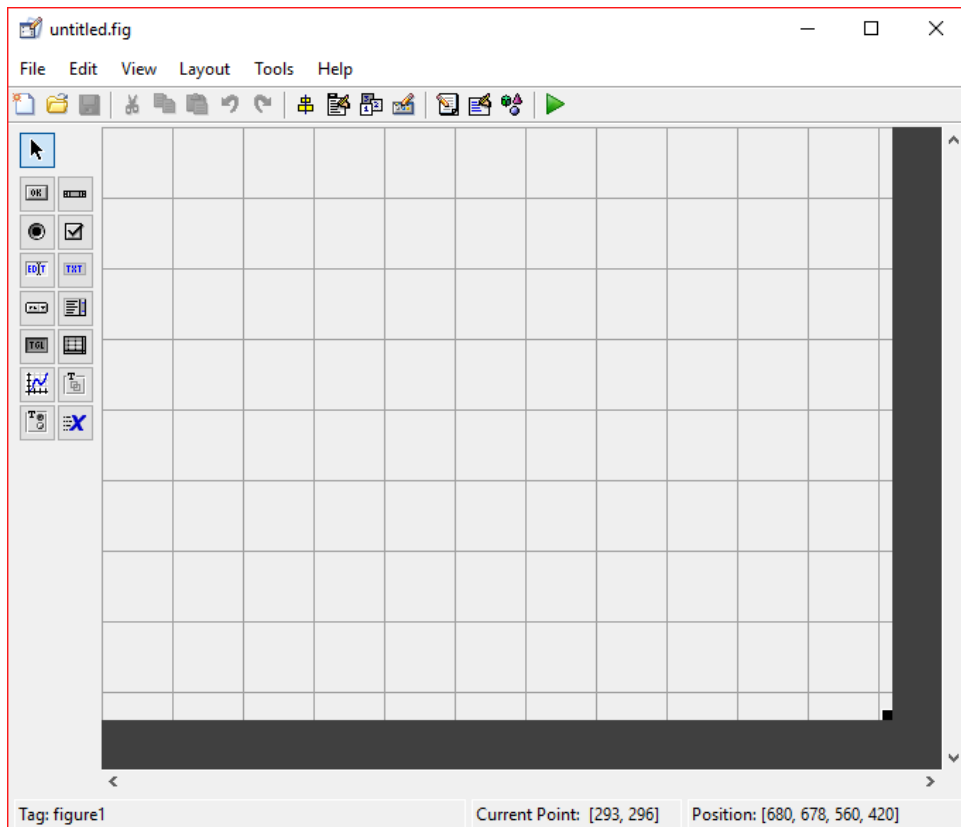 untitled.fig
File Edit View Layout Tools Help
OK
EDIT TXT
TGL
T
T X
Tag: figure1 Current Point: [293, 296] Position: [680, 678, 560, 420]